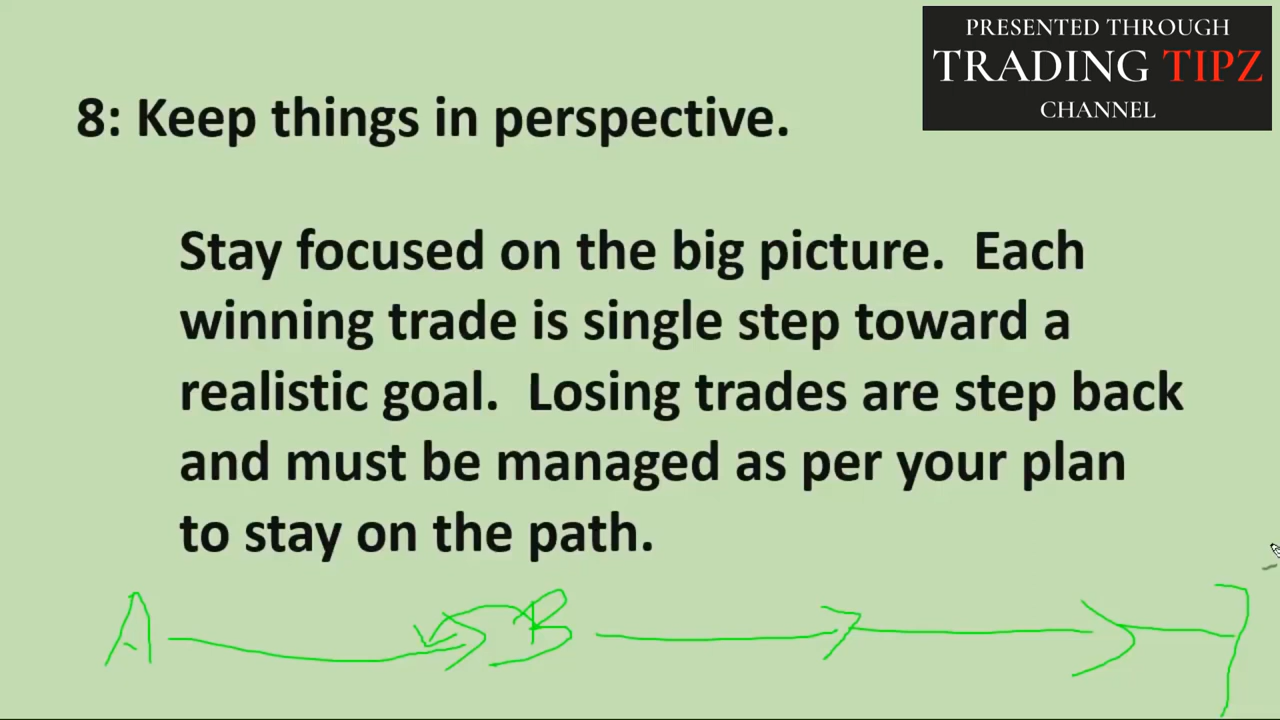 PRESENTED THROUGH
TRADING TIPZ
CHANNEL
8: Keep things in perspective.
Stay focused on the big picture. Each
winning trade is single step toward a
realistic goal. Losing trades are step back
and must be managed as per your plan
to stay on the path.
A B